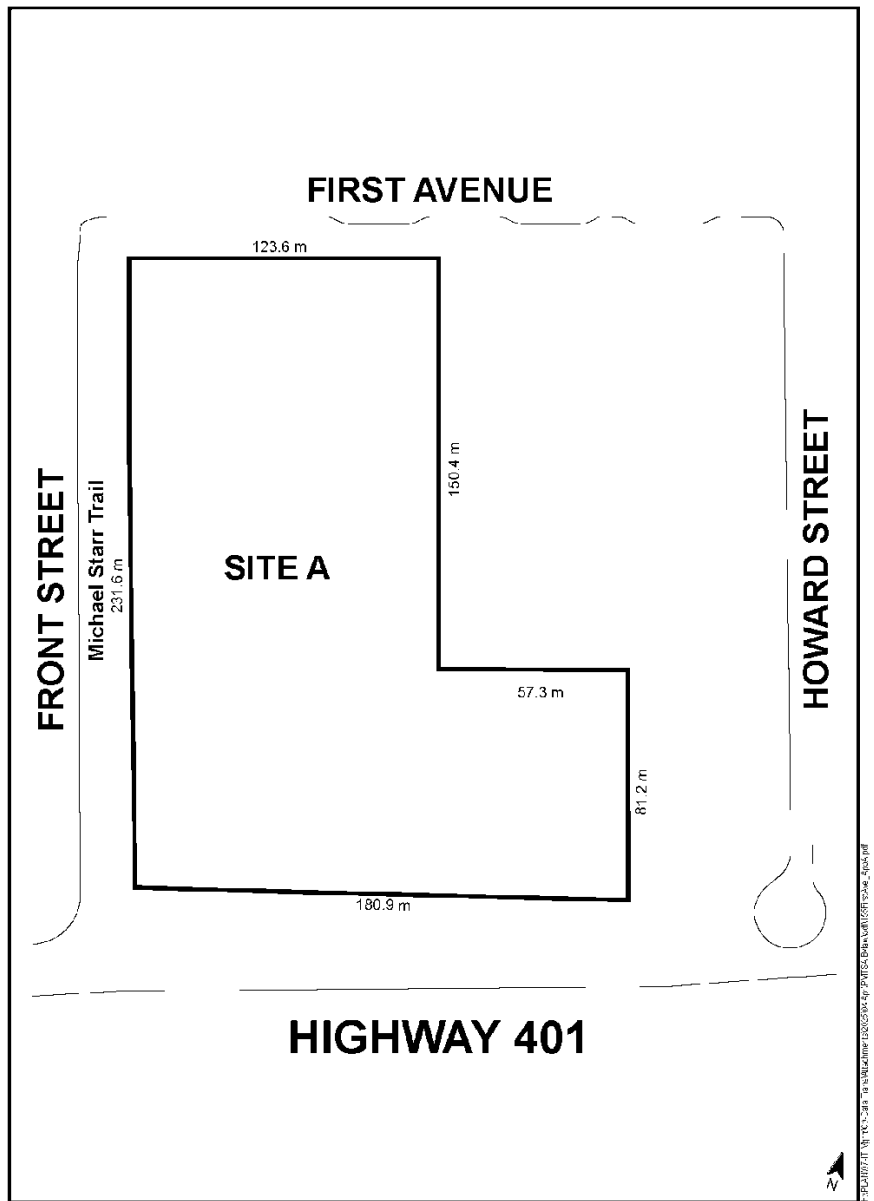 FIRST AVENUE
123.6 m
150.4 m
FRONT STREET
Michael Starr Trail
231.6 m
SITE A
HOWARD STREET
57.3 m
81.2 m
180.9 m
HIGHWAY 401
N